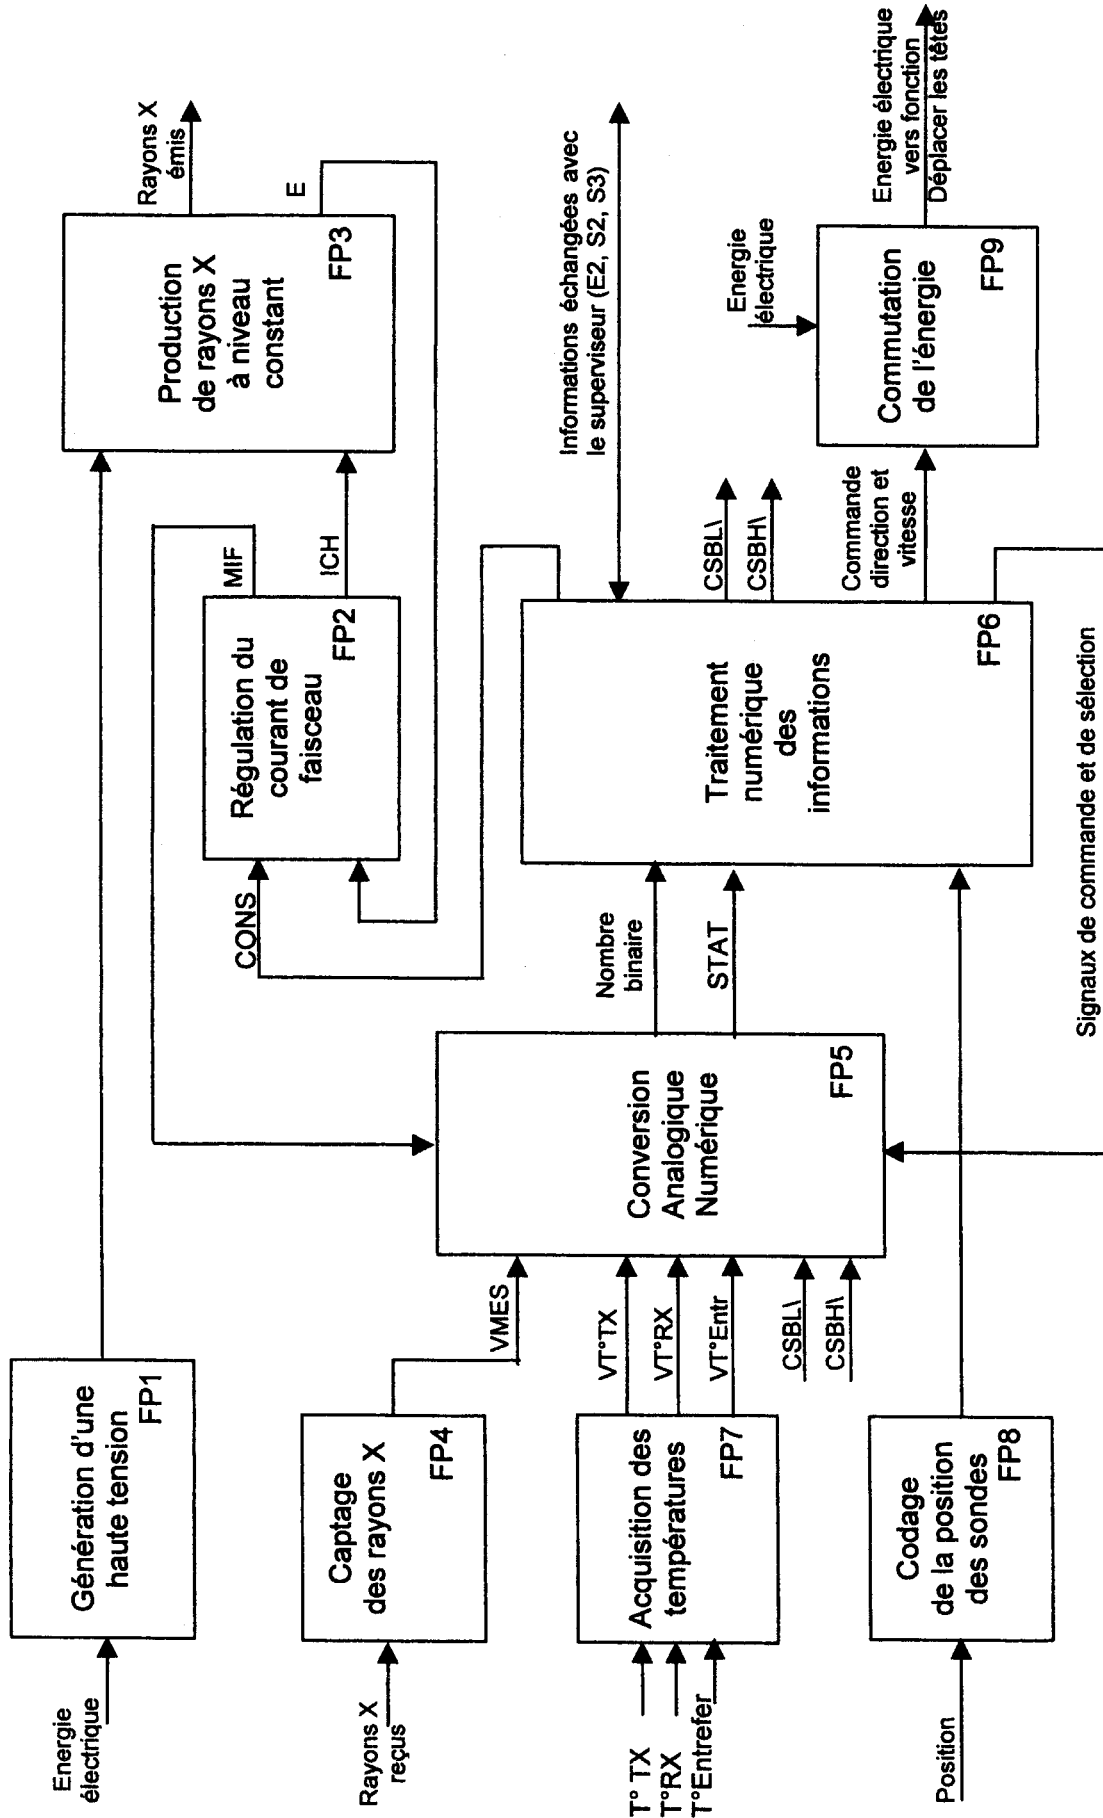 Energie
électrique
Génération d'une
haute tension
FP1
Rayons X
reçus
Captage
des rayons X
FP4
VMES
T° TX
T°RX
T°Entrefer
Acquisition des
températures
FP7
VT°TX
VT°RX
VT°Entr
CSBL\
CSBH\
Position
Codage
de la position
des sondes
FP8
Conversion
Analogique
Numérique
FP5
Nombre
binaire
STAT
CONS
Régulation du
courant de
faisceau
FP2
MIF
ICH
Production
de rayons X
à niveau
constant
FP3
Rayons X
émis
E
Traitement
numérique
des
informations
FP6
Informations échangées avec
le superviseur (E2, S2, S3)
CSBL\
CSBH\
Commande
direction et
vitesse
Energie
électrique
Commutation
de l'énergie
FP9
Energie électrique
vers fonction
Déplacer les têtes
Signaux de commande et de sélection